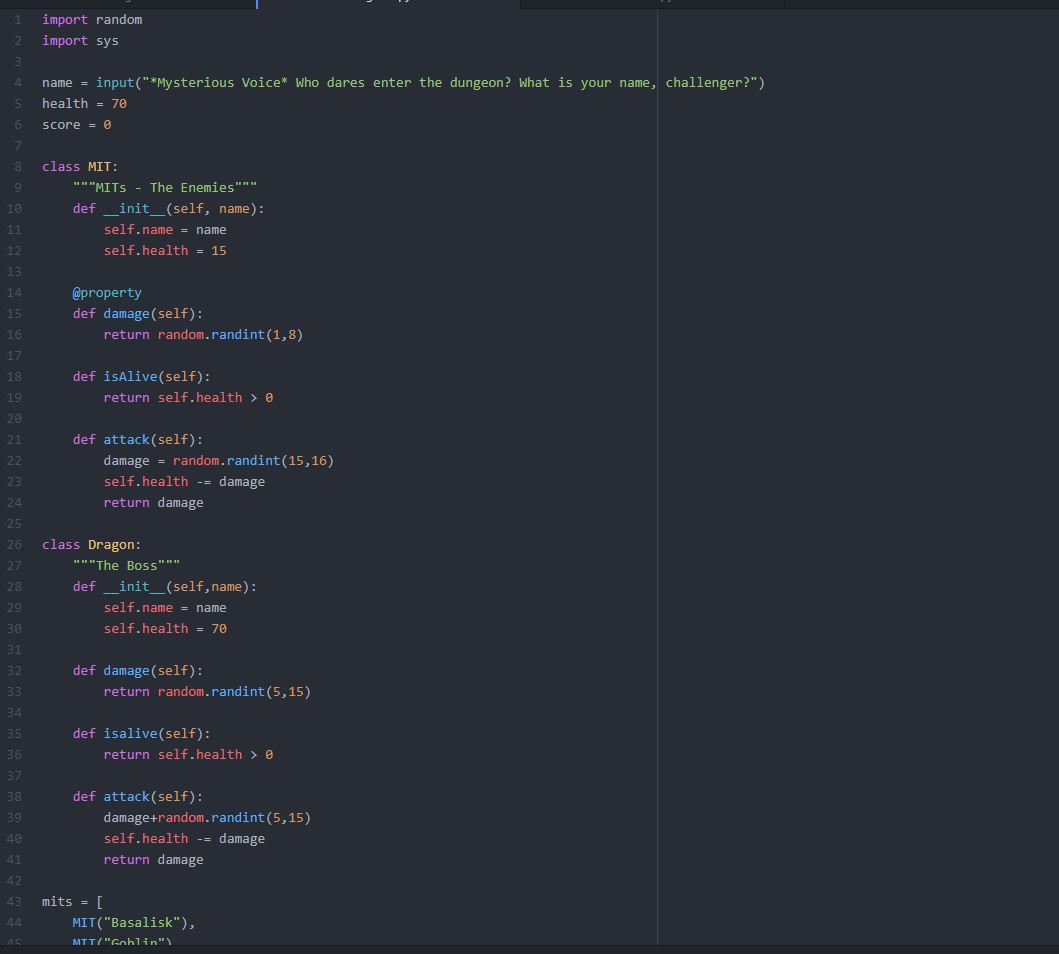 1 import random
2 import sys
3
4 name = input("*Mysterious Voice* Who dares enter the dungeon? What is your name, challenger?")
5 health = 70
6 score = 0
7
8 class MIT:
9     """MITs - The Enemies"""
10     def __init__(self, name):
11         self.name = name
12         self.health = 15
13
14     @property
15     def damage(self):
16         return random.randint(1,8)
17
18     def isAlive(self):
19         return self.health > 0
20
21     def attack(self):
22         damage = random.randint(15,16)
23         self.health -= damage
24         return damage
25
26 class Dragon:
27     """The Boss"""
28     def __init__(self,name):
29         self.name = name
30         self.health = 70
31
32     def damage(self):
33         return random.randint(5,15)
34
35     def isalive(self):
36         return self.health > 0
37
38     def attack(self):
39         damage+random.randint(5,15)
40         self.health -= damage
41         return damage
42
43 mits = [
44     MIT("Basalisk"),
45     MIT("Goblin")